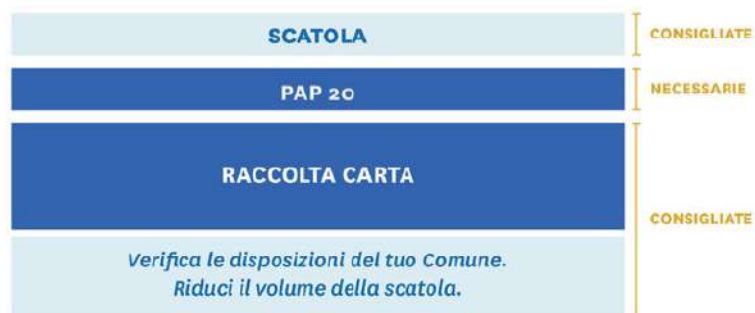 SCATOLA
CONSIGLIATE
PAP 20
NECESSARIE
RACCOLTA CARTA
CONSIGLIATE
Verifica le disposizioni del tuo Comune.
Riduci il volume della scatola.